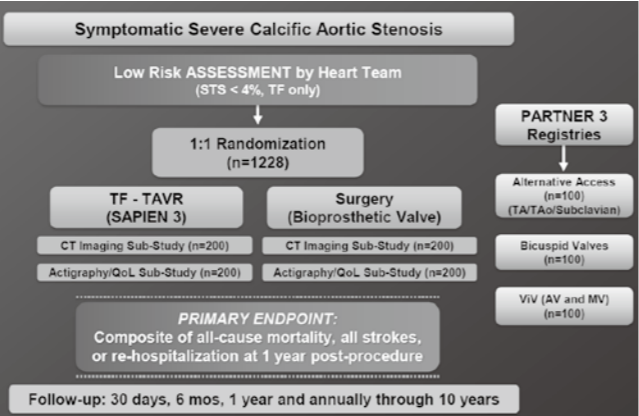 Symptomatic Severe Calcific Aortic Stenosis
Low Risk ASSESSMENT by Heart Team
(STS < 4%, TF only)
1:1 Randomization
(n=1228)
TF - TAVR
(SAPIEN 3)
CT Imaging Sub-Study (n=200)
Actigraphy/QoL Sub-Study (n=200)
Surgery
(Bioprosthetic Valve)
CT Imaging Sub-Study (n=200)
Actigraphy/QoL Sub-Study (n=200)
PRIMARY ENDPOINT:
Composite of all-cause mortality, all strokes,
or re-hospitalization at 1 year post-procedure
Follow-up: 30 days, 6 mos, 1 year and annually through 10 years
PARTNER 3
Registries
Alternative Access
(n=100)
(TA/TAo/Subclavian)
Bicuspid Valves
(n=100)
ViV (AV and MV)
(n=100)